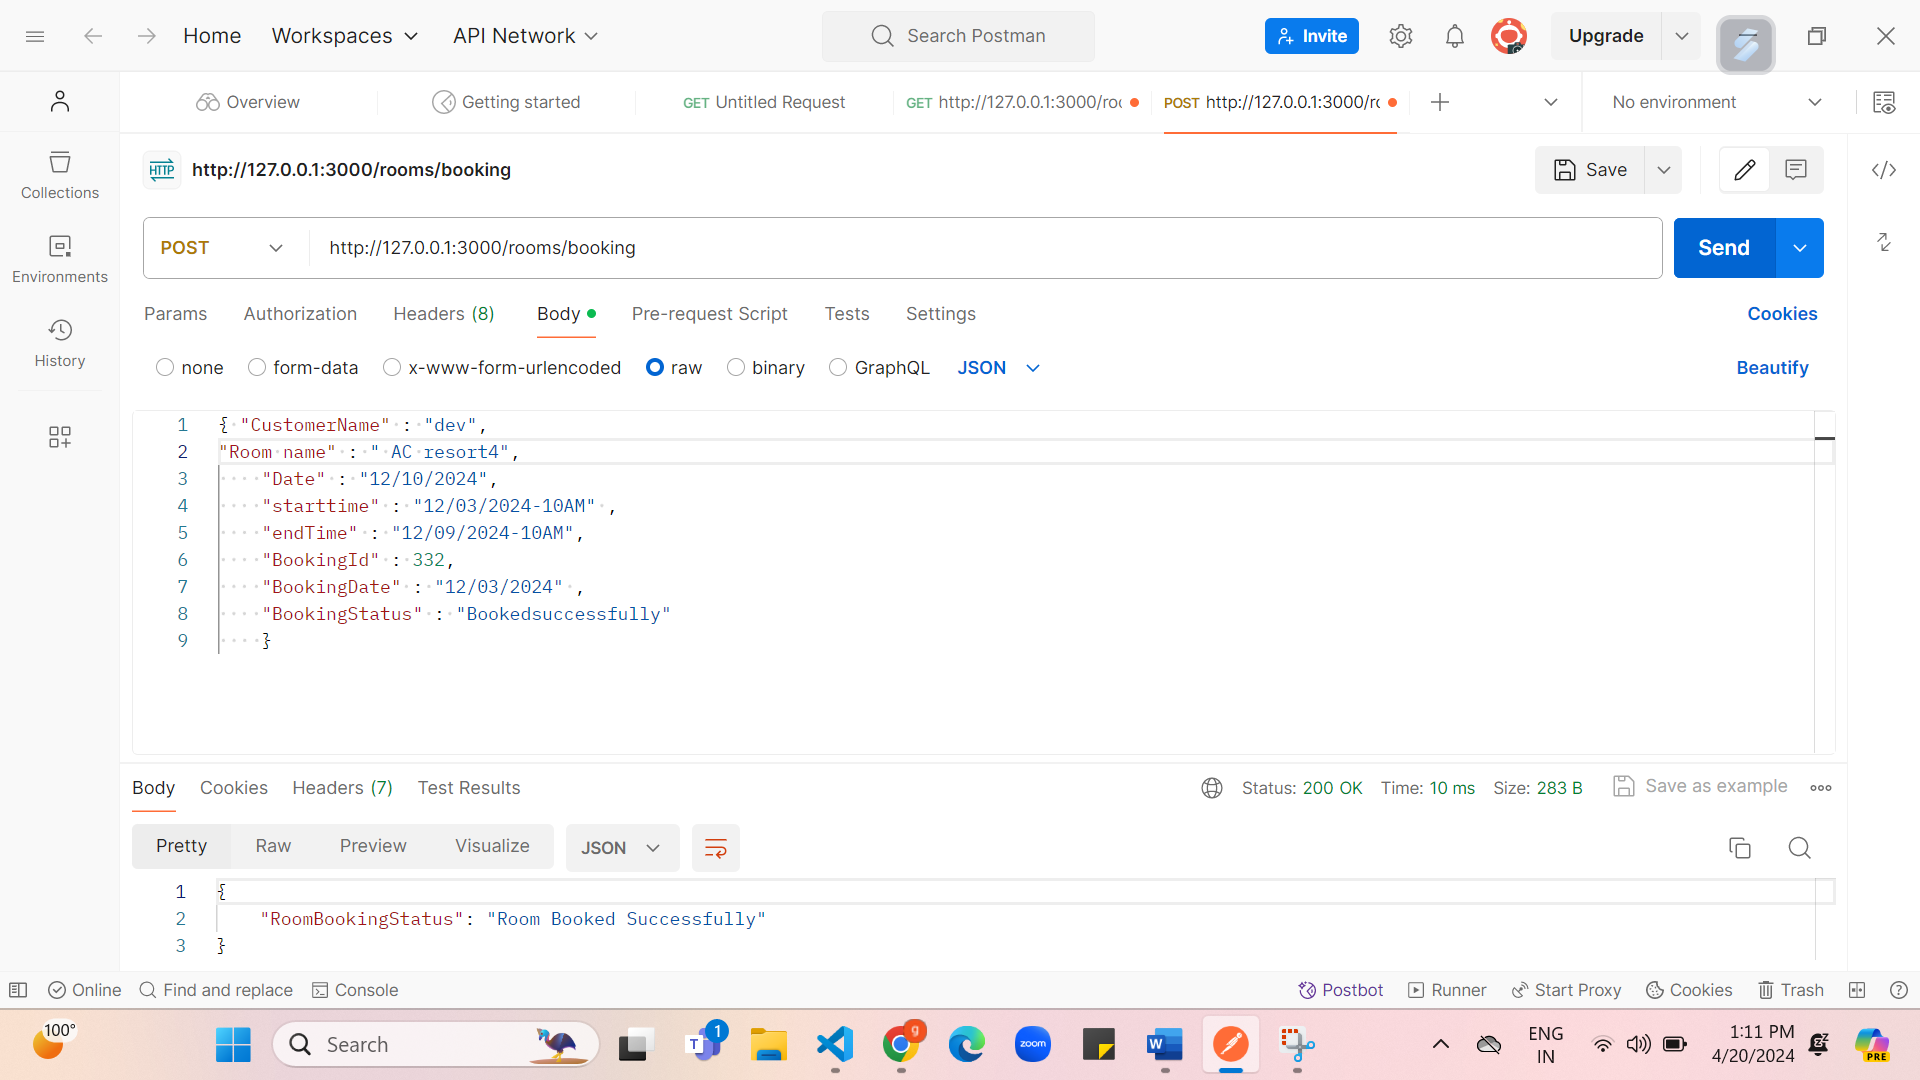 Home Workspaces API Network Search Postman Invite Upgrade
Overview Getting started GET Untitled Request GET http://127.0.0.1:3000/roo POST http://127.0.0.1:3000/ro No environment
HTTP http://127.0.0.1:3000/rooms/booking Save
Collections
Environments
History
POST http://127.0.0.1:3000/rooms/booking Send
Params Authorization Headers (8) Body Pre-request Script Tests Settings Cookies
none form-data x-www-form-urlencoded raw binary GraphQL JSON Beautify
1 { "CustomerName" : "dev",
2 "Room name" : " AC resort4",
3 "Date" : "12/10/2024",
4 "starttime" : "12/03/2024-10AM" ,
5 "endTime" : "12/09/2024-10AM",
6 "BookingId" : 332,
7 "BookingDate" : "12/03/2024" ,
8 "BookingStatus" : "Bookedsuccessfully"
9 }
Body Cookies Headers (7) Test Results Status: 200 OK Time: 10 ms Size: 283 B Save as example
Pretty Raw Preview Visualize JSON
1 {
2 "RoomBookingStatus": "Room Booked Successfully"
3 }
Online Find and replace Console Postbot Runner Start Proxy Cookies Trash
100° Search T 1 g zoom W ENG
IN 1:11 PM
4/20/2024 PRE